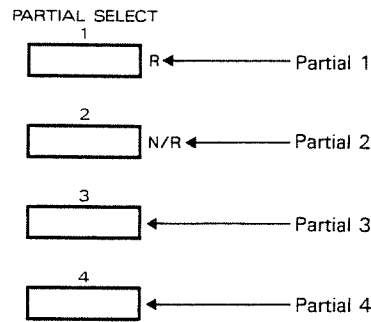 PARTIAL SELECT
1
R Partial 1
2
N/R Partial 2
3
Partial 3
4
Partial 4